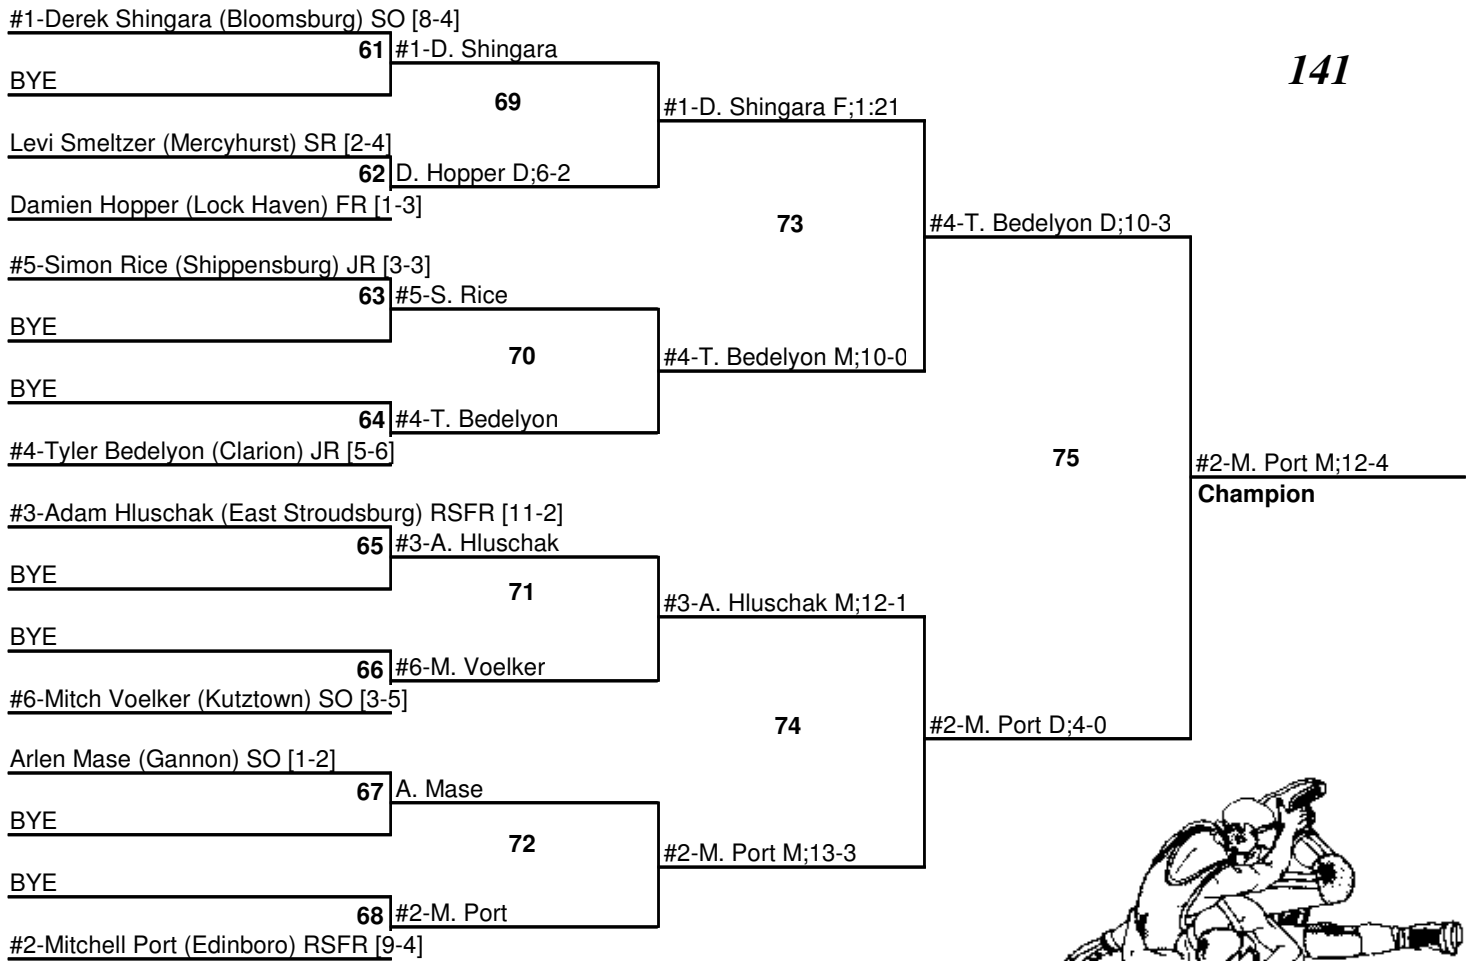 #1-Derek Shingara (Bloomsburg) SO [8-4]
61
#1-D. Shingara
BYE
141
69
#1-D. Shingara F;1:21
Levi Smeltzer (Mercyhurst) SR [2-4]
62
D. Hopper D;6-2
Damien Hopper (Lock Haven) FR [1-3]
73
#4-T. Bedelyon D;10-3
#5-Simon Rice (Shippensburg) JR [3-3]
63
#5-S. Rice
BYE
70
#4-T. Bedelyon M;10-0
BYE
64
#4-T. Bedelyon
#4-Tyler Bedelyon (Clarion) JR [5-6]
75
#2-M. Port M;12-4
Champion
#3-Adam Hluschak (East Stroudsburg) RSFR [11-2]
65
#3-A. Hluschak
BYE
71
#3-A. Hluschak M;12-1
BYE
66
#6-M. Voelker
#6-Mitch Voelker (Kutztown) SO [3-5]
74
#2-M. Port D;4-0
Arlen Mase (Gannon) SO [1-2]
67
A. Mase
BYE
72
#2-M. Port M;13-3
BYE
68
#2-M. Port
#2-Mitchell Port (Edinboro) RSFR [9-4]